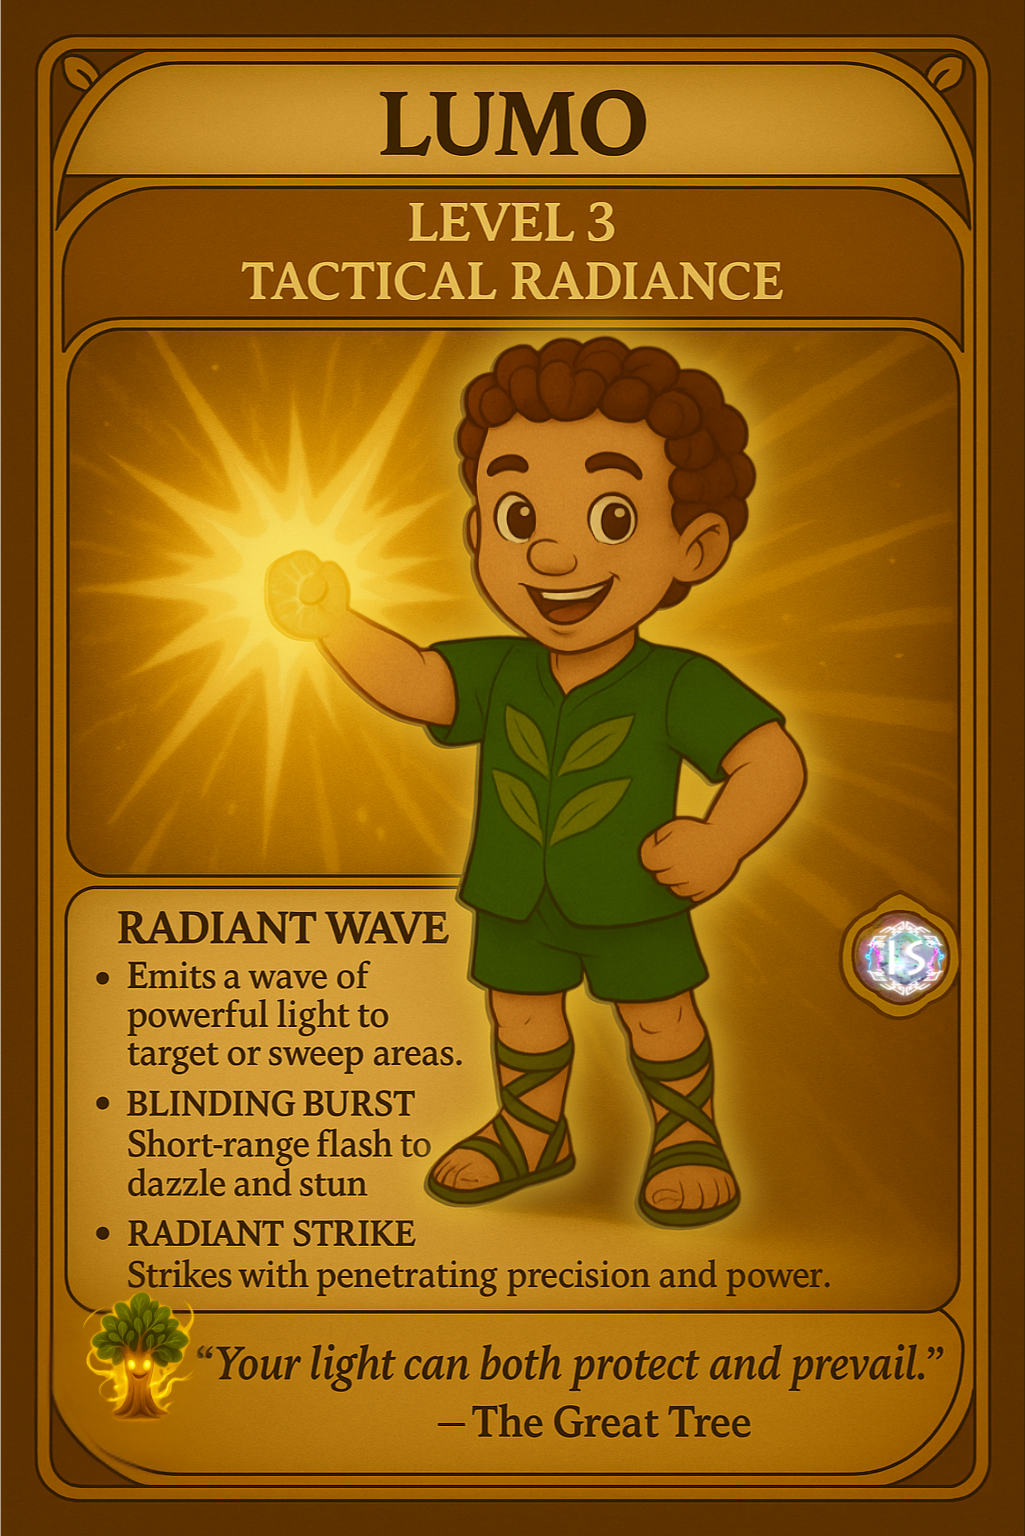 LUMO
LEVEL 3
TACTICAL RADIANCE
RADIANT WAVE
• Emits a wave of
powerful light to
target or sweep areas.
• BLINDING BURST
Short-range flash to
dazzle and stun
• RADIANT STRIKE
Strikes with penetrating precision and power.
IS
“Your light can both protect and prevail.”
—The Great Tree